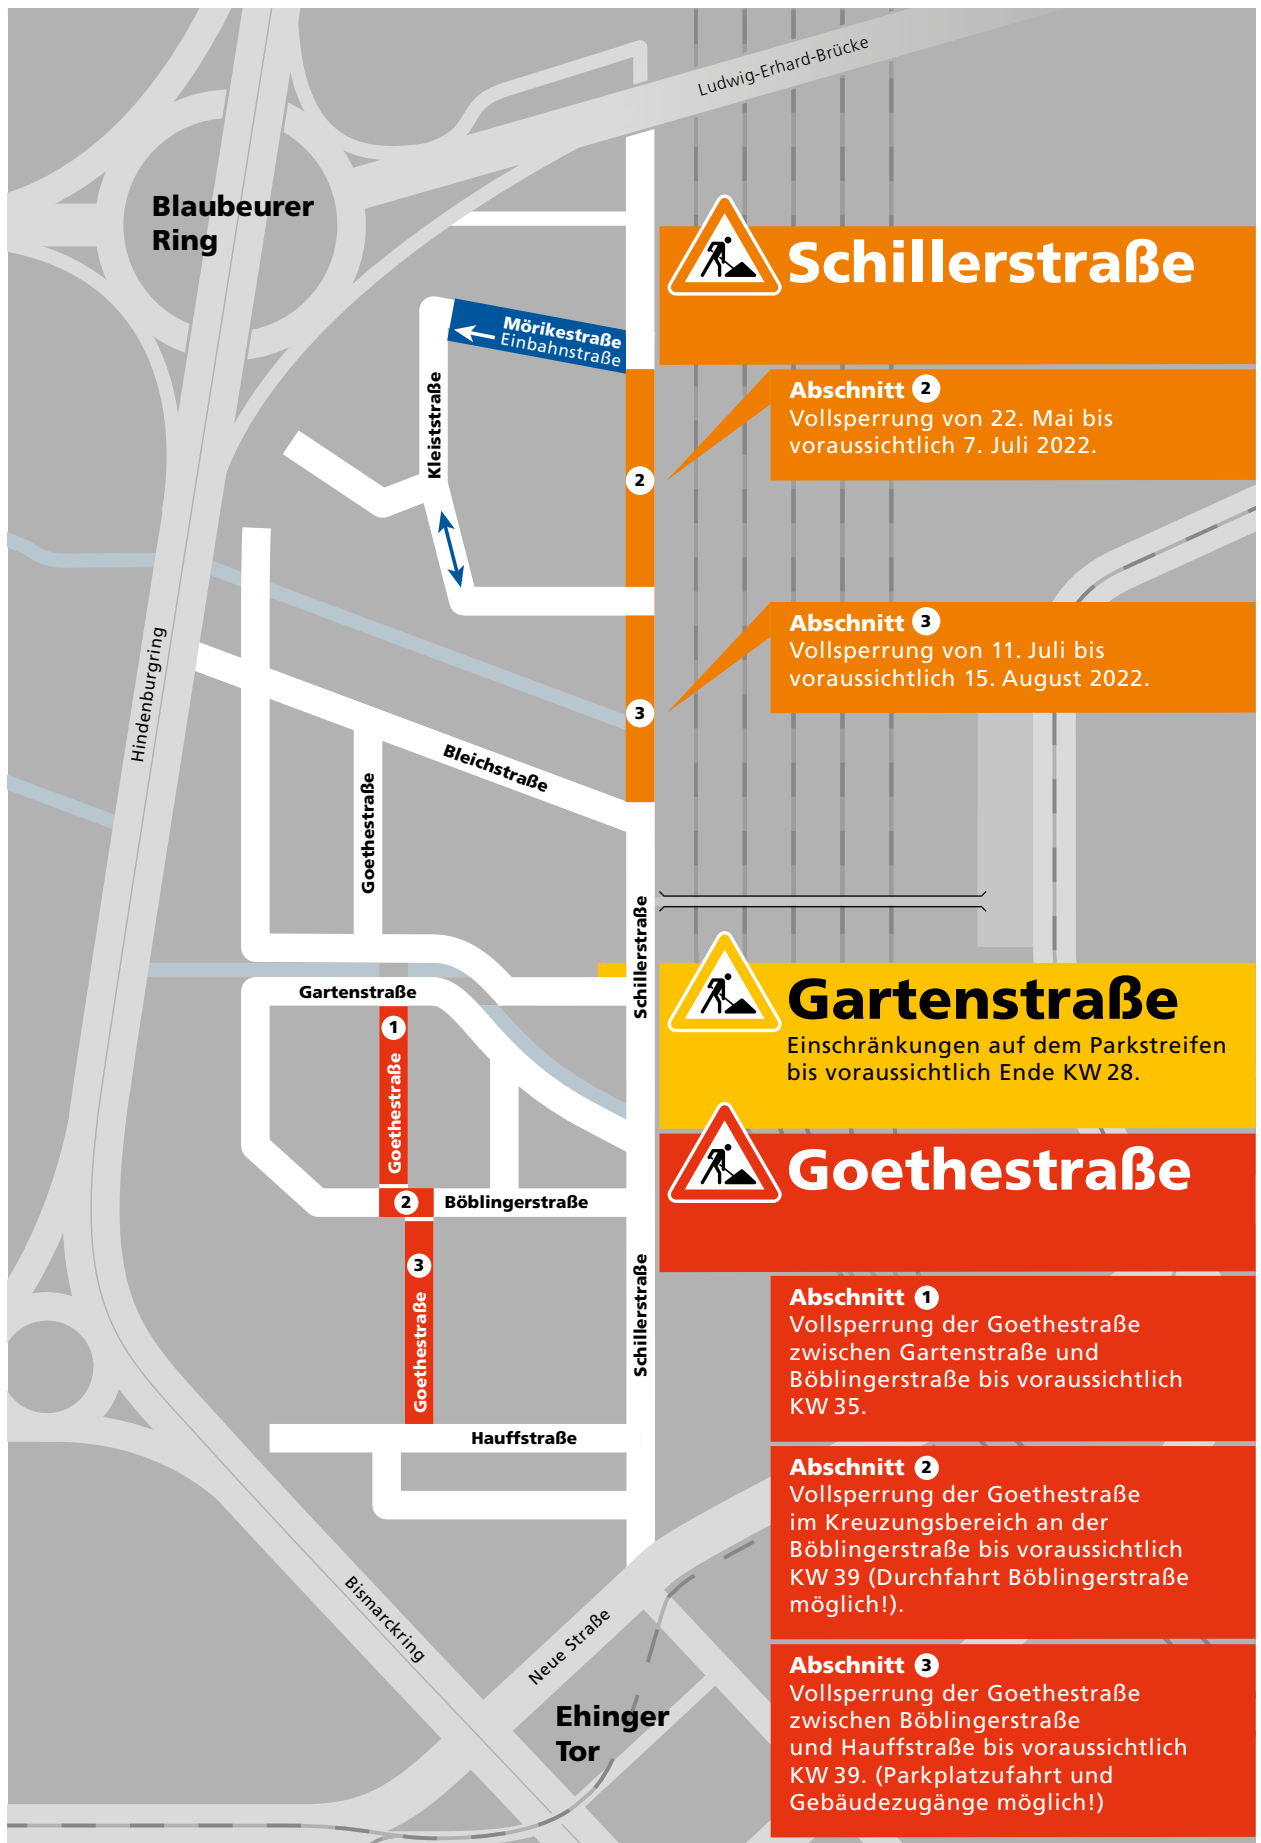 Ludwig-Erhard-Brücke
Blaubeurer
Ring
Schillerstraße
Mörikestraße
Einbahnstraße
Kleiststraße
Abschnitt 2
Vollsperrung von 22. Mai bis
voraussichtlich 7. Juli 2022.
2
Abschnitt 3
Vollsperrung von 11. Juli bis
voraussichtlich 15. August 2022.
3
Hindenburgring
Bleichstraße
Goethestraße
Schillerstraße
Gartenstraße
Gartenstraße
Einschränkungen auf dem Parkstreifen
bis voraussichtlich Ende KW 28.
1
Goethestraße
Goethestraße
2
Böblingerstraße
3
Goethestraße
Schillerstraße
Abschnitt 1
Vollsperrung der Goethestraße
zwischen Gartenstraße und
Böblingerstraße bis voraussichtlich
KW 35.
Hauffstraße
Abschnitt 2
Vollsperrung der Goethestraße
im Kreuzungsbereich an der
Böblingerstraße bis voraussichtlich
KW 39 (Durchfahrt Böblingerstraße
möglich!).
Bismarckring
Neue Straße
Ehinger
Tor
Abschnitt 3
Vollsperrung der Goethestraße
zwischen Böblingerstraße
und Hauffstraße bis voraussichtlich
KW 39. (Parkplatzufahrt und
Gebäudezugänge möglich!)